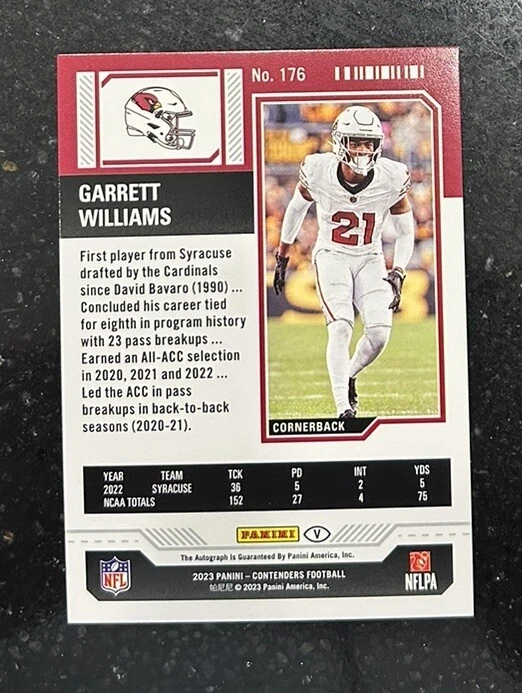 No. 176
GARRETT
WILLIAMS
First player from Syracuse
drafted by the Cardinals
since David Bavaro (1990) ...
Concluded his career tied
for eighth in program history
with 23 pass breakups ...
Earned an All-ACC selection
in 2020, 2021 and 2022 ...
Led the ACC in pass
breakups in back-to-back
seasons (2020-21).
21
CORNERBACK
YEAR TEAM TCK PD INT YDS
2022 SYRACUSE 36 5 2 5
NCAA TOTALS 152 27 4 75
PANINI V
The Autograph is Guaranteed By Panini America, Inc.
2023 PANINI – CONTENDERS FOOTBALL
帕尼尼 © 2023 Panini America, Inc.
NFL
NFLPA